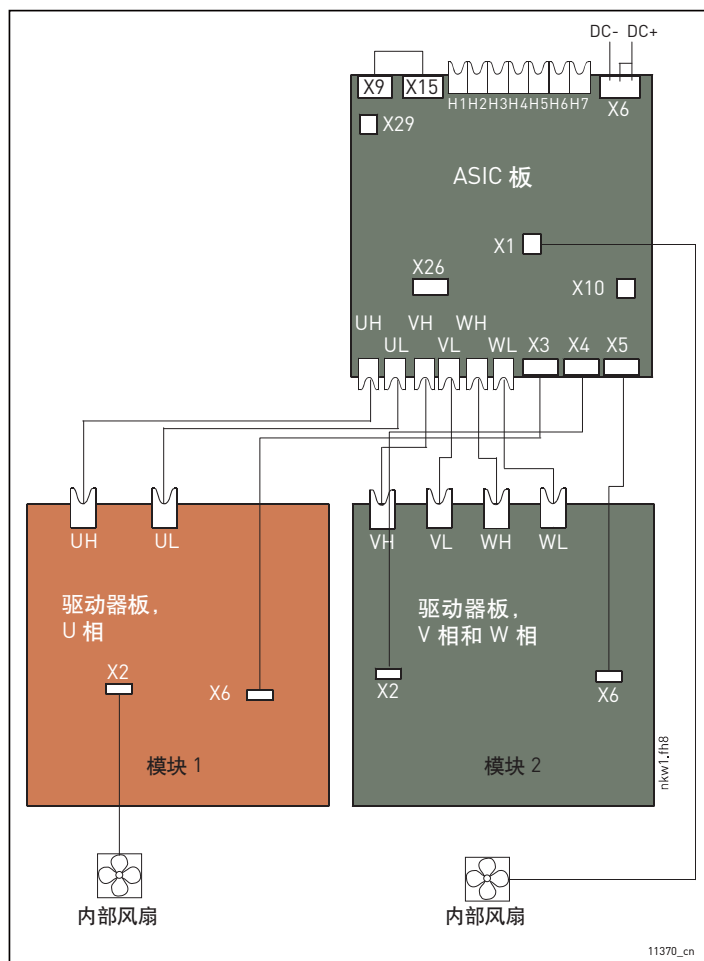 DC- DC+
X9 X15 H1H2H3H4H5H6H7 X6
X29
ASIC 板
X1
X26
X10
UH VH WH
UL VL WL X3 X4 X5
UH UL
VH VL WH WL
驱动器板，
U 相
驱动器板，
V 相和 W 相
X2
X6
X2
X6
模块 1
模块 2
nkw1.fh8
内部风扇
内部风扇
11370_cn